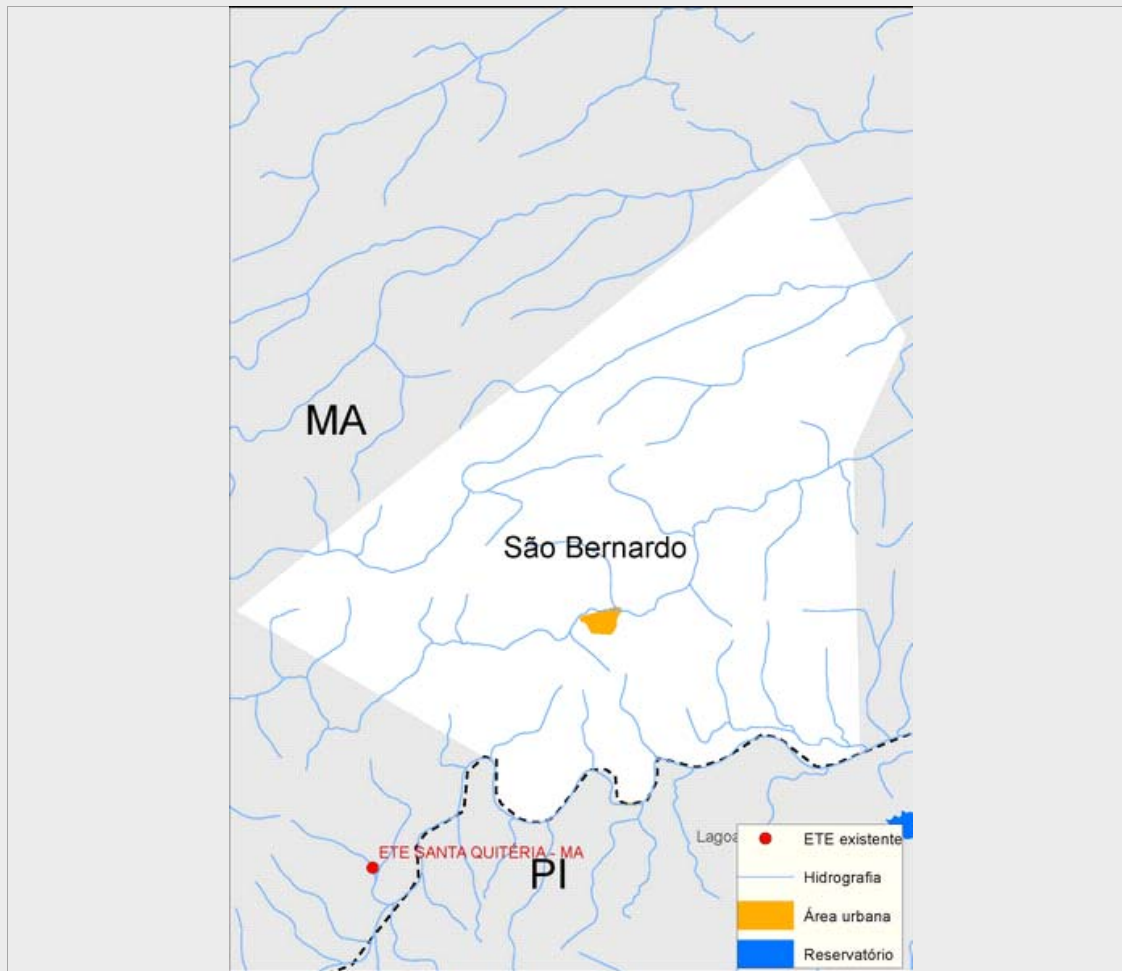 MA
São Bernardo
ETE SANTA QUITÉRIA - MA
PI
Lagoa
ETE existente
Hidrografia
Área urbana
Reservatório